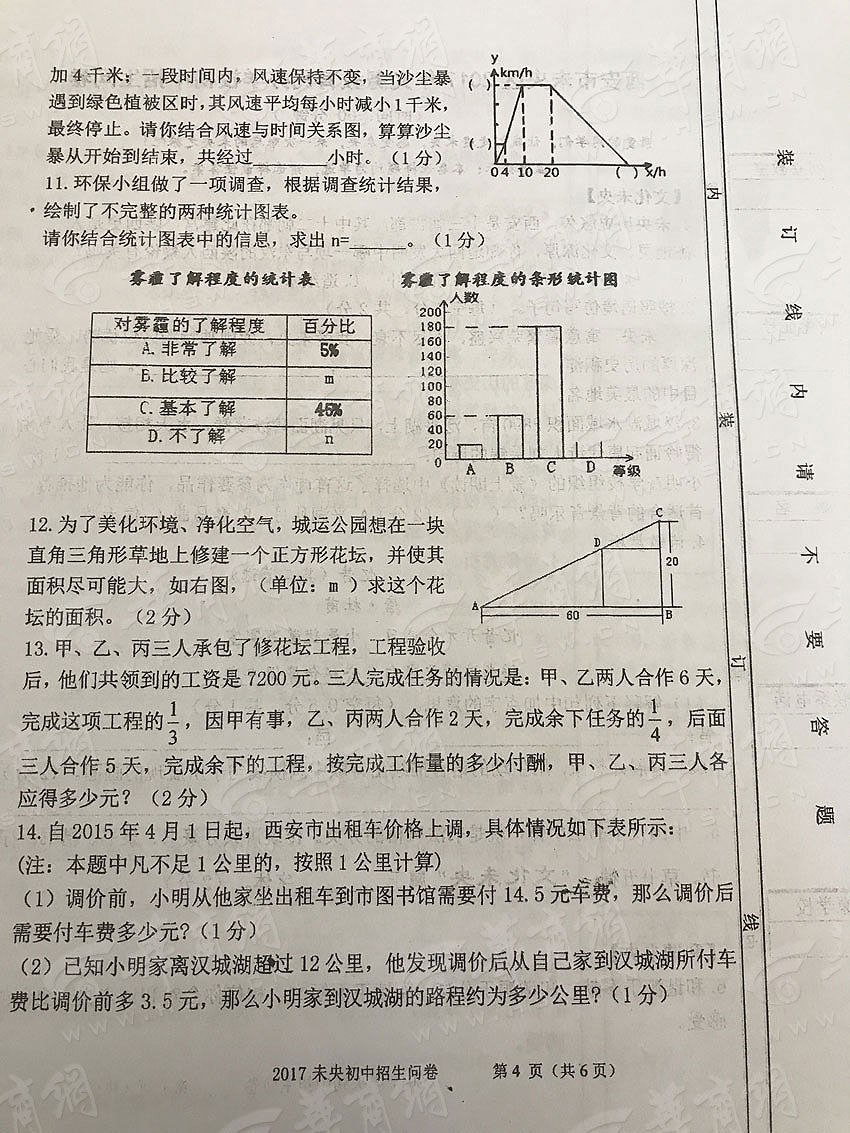 加4千米；一段时间内，风速保持不变，当沙尘暴
遇到绿色植被区时，其风速平均每小时减小1千米，
最终停止。请你结合风速与时间关系图，算算沙尘
暴从开始到结束，共经过________小时。（1分）
y
km/h
( )
( )
0 4 10 20 ( ) x/h
11.环保小组做了一项调查，根据调查统计结果，
绘制了不完整的两种统计图表。
请你结合统计图表中的信息，求出n=______。（1分）
雾霾了解程度的统计表
对雾霾的了解程度 百分比
A.非常了解 5%
B.比较了解 m
C.基本了解 45%
D.不了解 n
雾霾了解程度的条形统计图
人数
200
180
160
140
120
100
80
60
40
20
0
A B C D 等级
12.为了美化环境、净化空气，城运公园想在一块
直角三角形草地上修建一个正方形花坛，并使其
面积尽可能大，如右图，（单位：m）求这个花
坛的面积。（2分）
C
D
20
A
60
B
13.甲、乙、丙三人承包了修花坛工程，工程验收
后，他们共领到的工资是7200元。三人完成任务的情况是：甲、乙两人合作6天，
完成这项工程的1/3，因甲有事，乙、丙两人合作2天，完成余下任务的1/4，后面
三人合作5天，完成余下的工程，按完成工作量的多少付酬，甲、乙、丙三人各
应得多少元？（2分）
14.自2015年4月1日起，西安市出租车价格上调，具体情况如下表所示：
(注：本题中凡不足1公里的，按照1公里计算)
（1）调价前，小明从他家坐出租车到市图书馆需要付14.5元车费，那么调价后
需要付车费多少元?（1分）
（2）已知小明家离汉城湖超过12公里，他发现调价后从自己家到汉城湖所付车
费比调价前多3.5元，那么小明家到汉城湖的路程约为多少公里?（1分）
2017未央初中招生问卷 第4页（共6页）
装
订
线
内
请
不
要
答
题
内
装
订
线